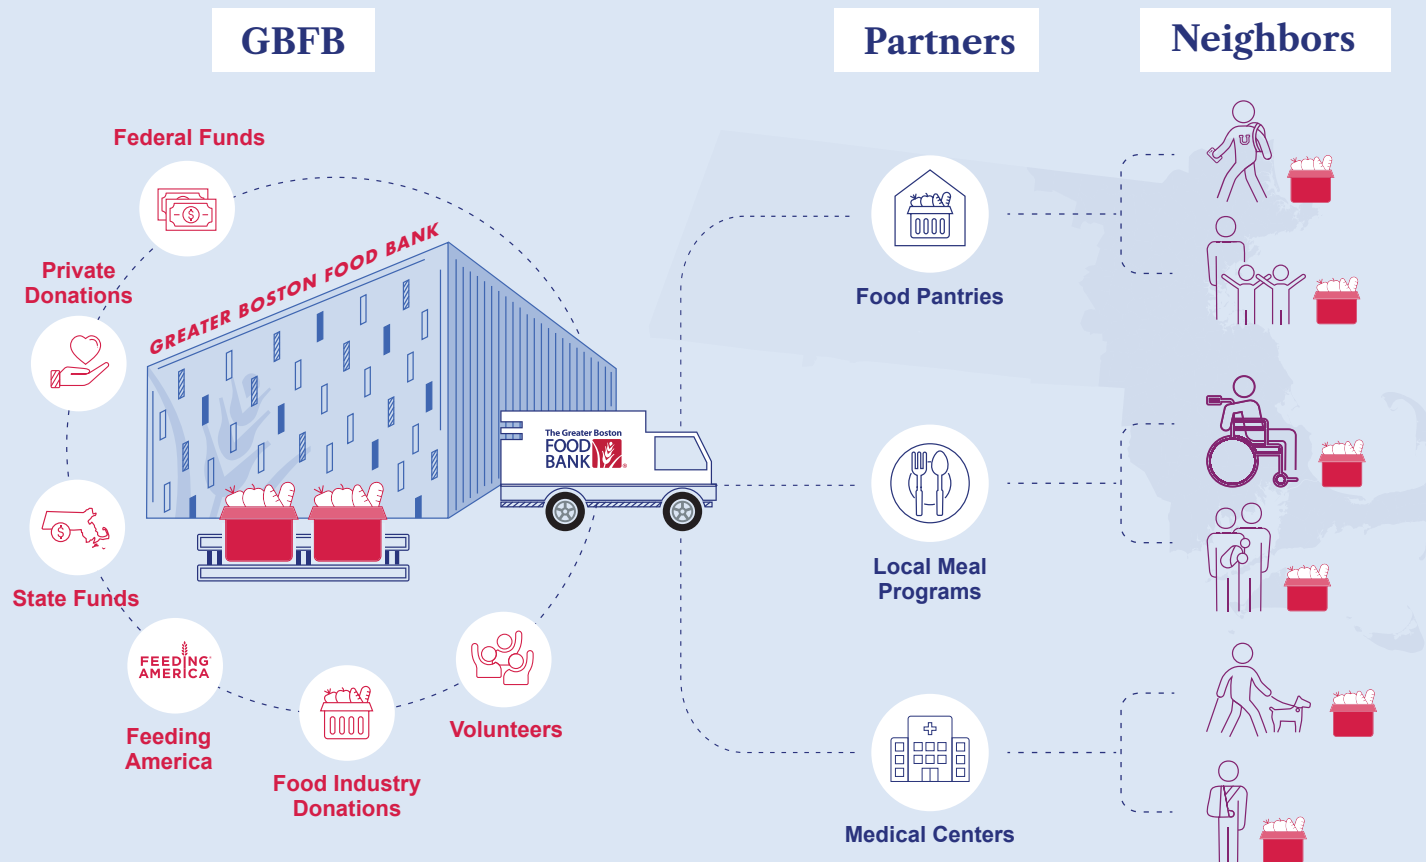 GBFB
Partners
Neighbors
Federal Funds
Private
Donations
GREATER BOSTON FOOD BANK
The Greater Boston
FOOD
BANK
State Funds
FEEDING
AMERICA
Feeding
America
Food Industry
Donations
Volunteers
Food Pantries
Local Meal
Programs
Medical Centers